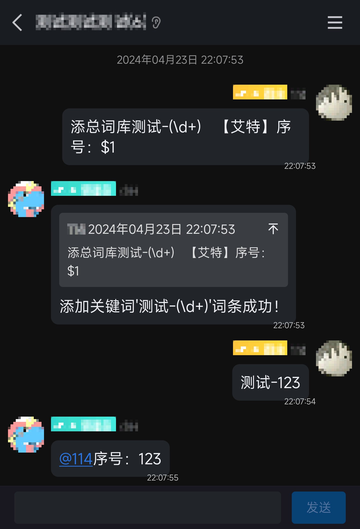 2024年04月23日 22:07:53
添总词库测试-(\d+) 【艾特】序
号：$1
22:07:53
2024年04月23日 22:07:53
添总词库测试-(\d+) 【艾特】序号：
$1
添加关键词'测试-(\d+)'词条成功！
22:07:53
测试-123
22:07:54
@114序号：123
22:07:55
发送